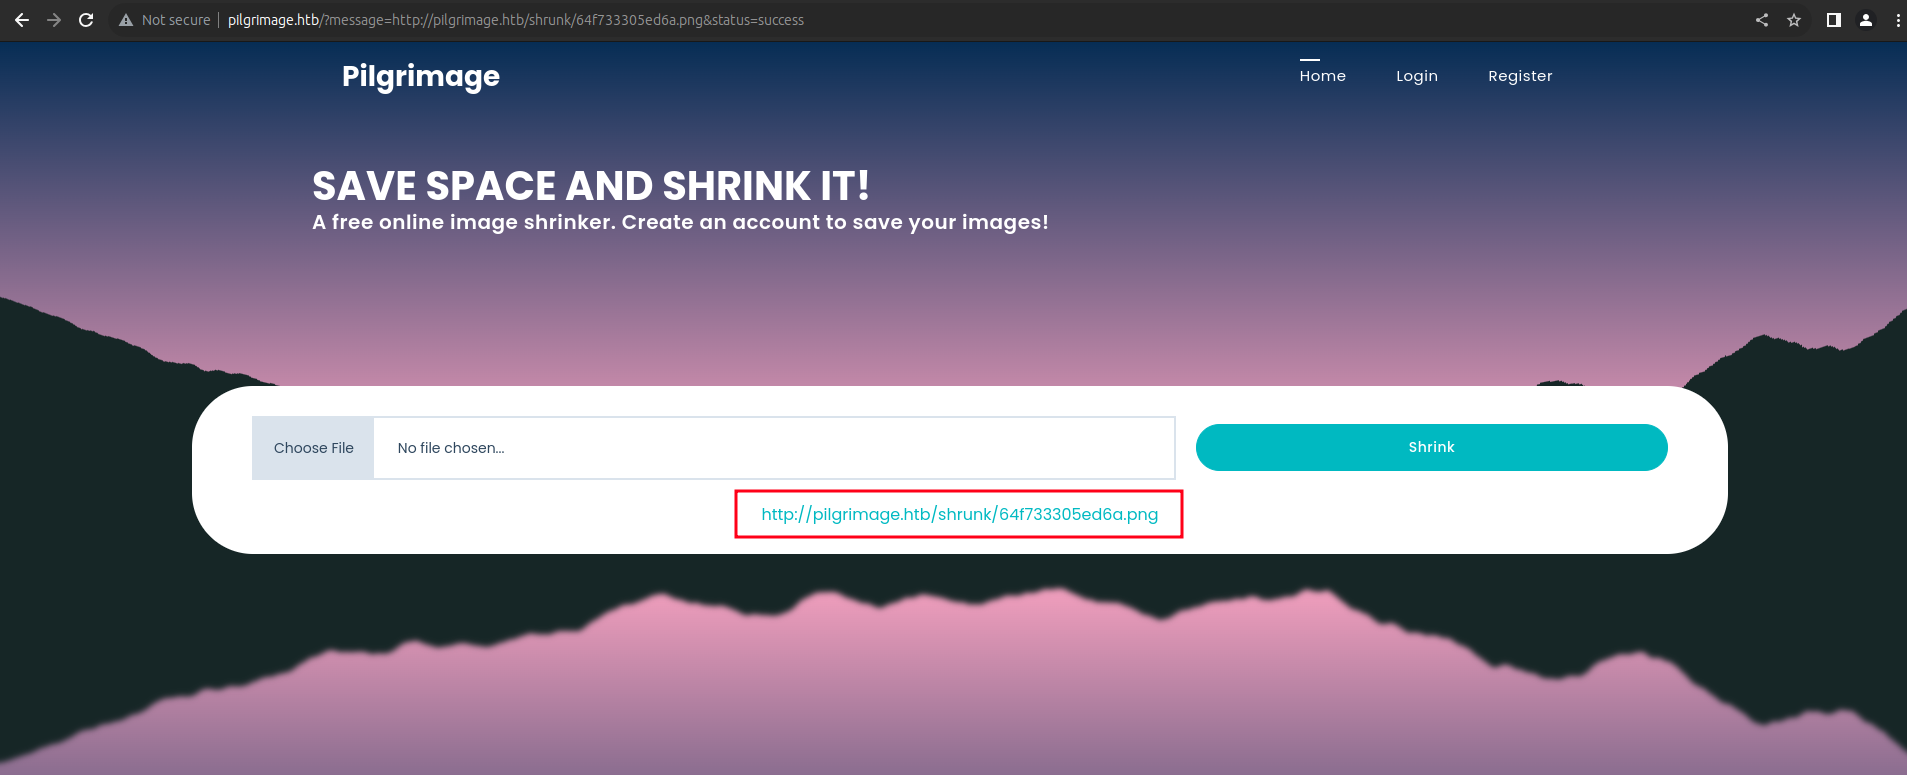 Not secure | pilgrimage.htb/?message=http://pilgrimage.htb/shrunk/64f733305ed6a.png&status=success
Pilgrimage
Home Login Register
SAVE SPACE AND SHRINK IT!
A free online image shrinker. Create an account to save your images!
Choose File No file chosen... Shrink
http://pilgrimage.htb/shrunk/64f733305ed6a.png